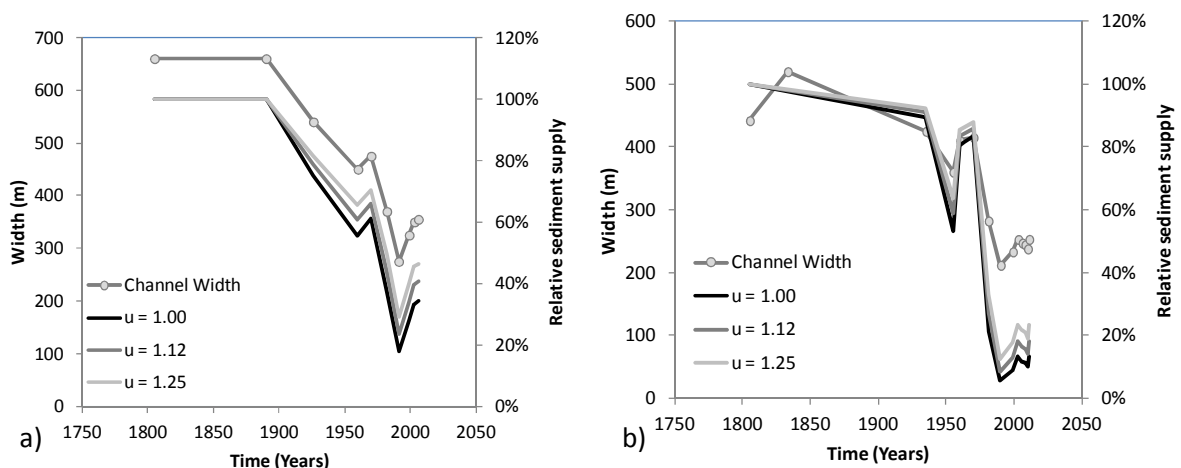 700
600
500
400
300
200
100
0
Width (m)
120%
100%
80%
60%
40%
20%
0%
Relative sediment supply
Channel Width
u = 1.00
u = 1.12
u = 1.25
1750 1800 1850 1900 1950 2000 2050
Time (Years)
a)
600
500
400
300
200
100
0
Width (m)
120%
100%
80%
60%
40%
20%
0%
Relative sediment supply
Channel Width
u = 1.00
u = 1.12
u = 1.25
1750 1800 1850 1900 1950 2000 2050
Time (Years)
b)